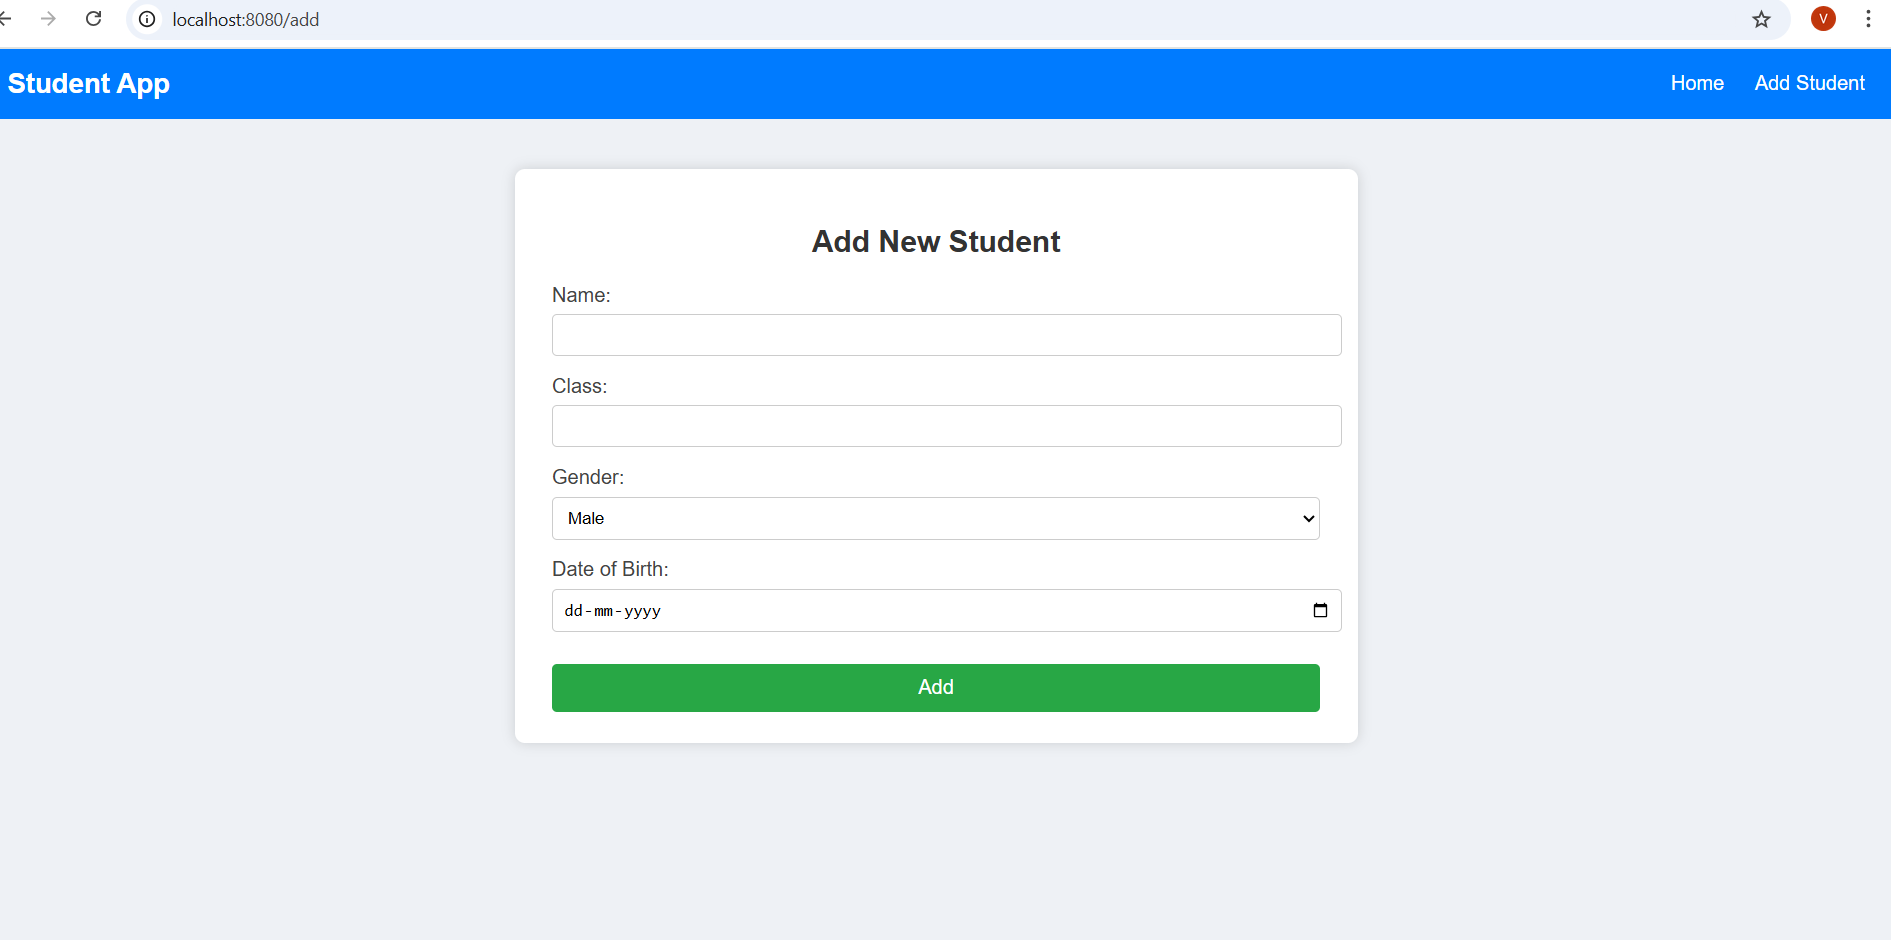 localhost:8080/add
V
Student App
Home Add Student
Add New Student
Name:
Class:
Gender:
Male
Date of Birth:
dd-mm-yyyy
Add